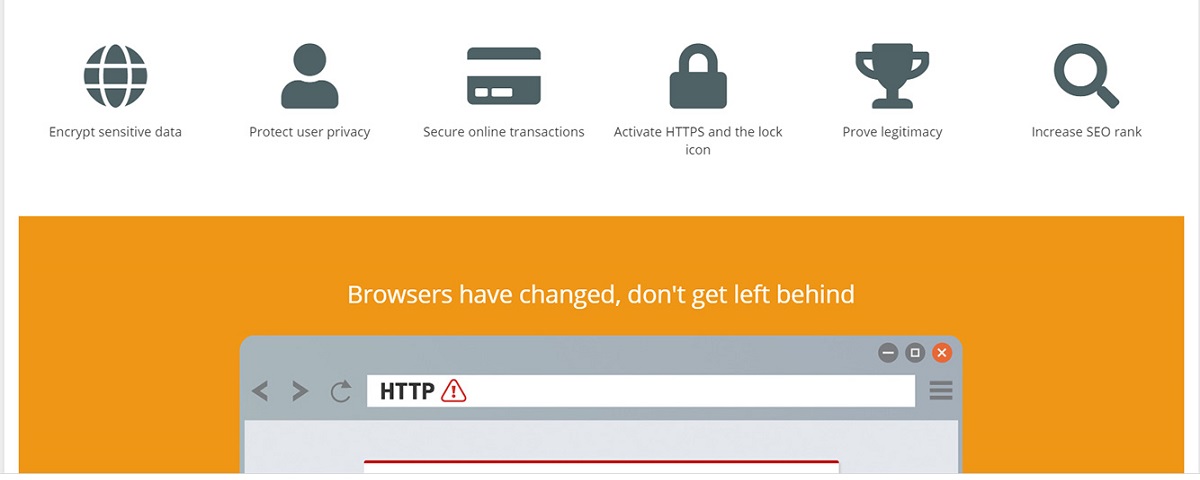 Encrypt sensitive data
Protect user privacy
Secure online transactions
Activate HTTPS and the lock
icon
Prove legitimacy
Increase SEO rank
Browsers have changed, don't get left behind
HTTP